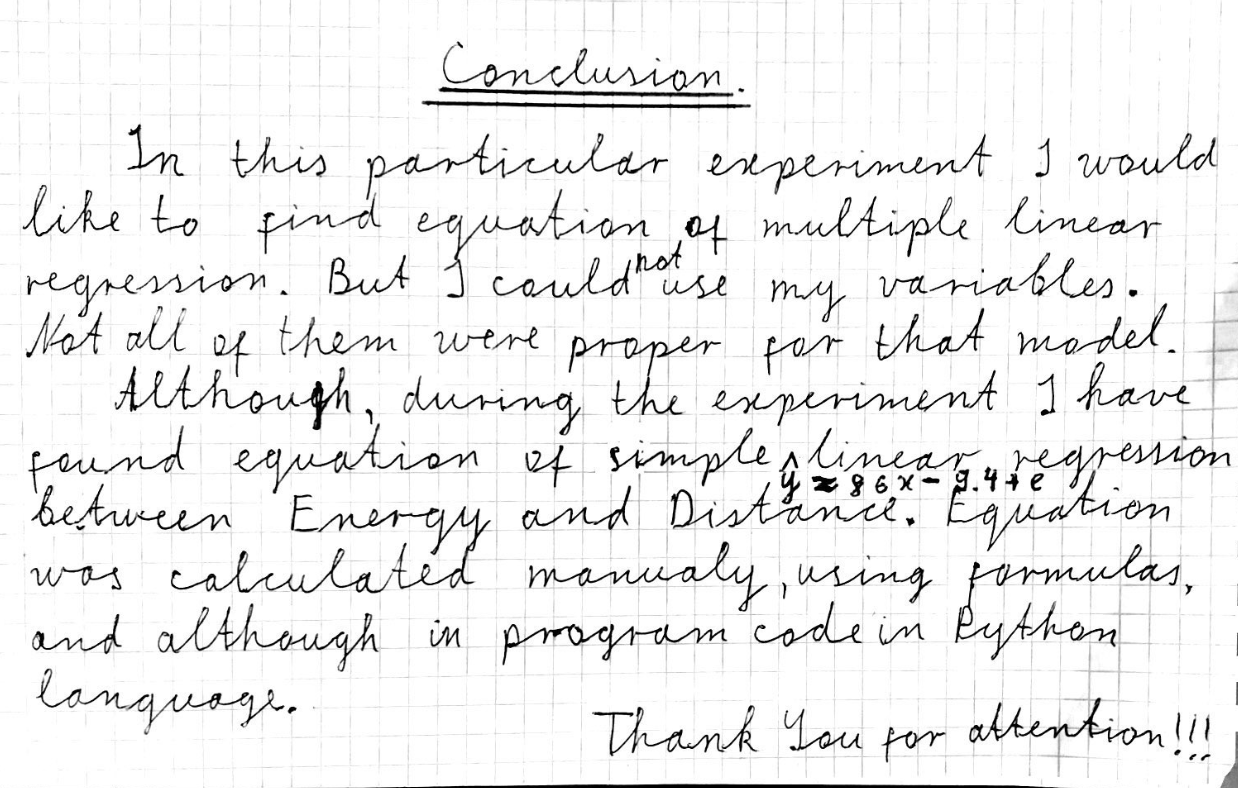 Conclusion.
In this particular experiment I would
like to find equation of multiple linear
regression. But I could not use my variables.
Not all of them were proper for that model.
Although, during the experiment I have
found equation of simple linear regression
y = 86x - 9.4 + e
between Energy and Distance. Equation
was calculated manualy, using formulas,
and although in program code in Python
language.
Thank You for attention!!!